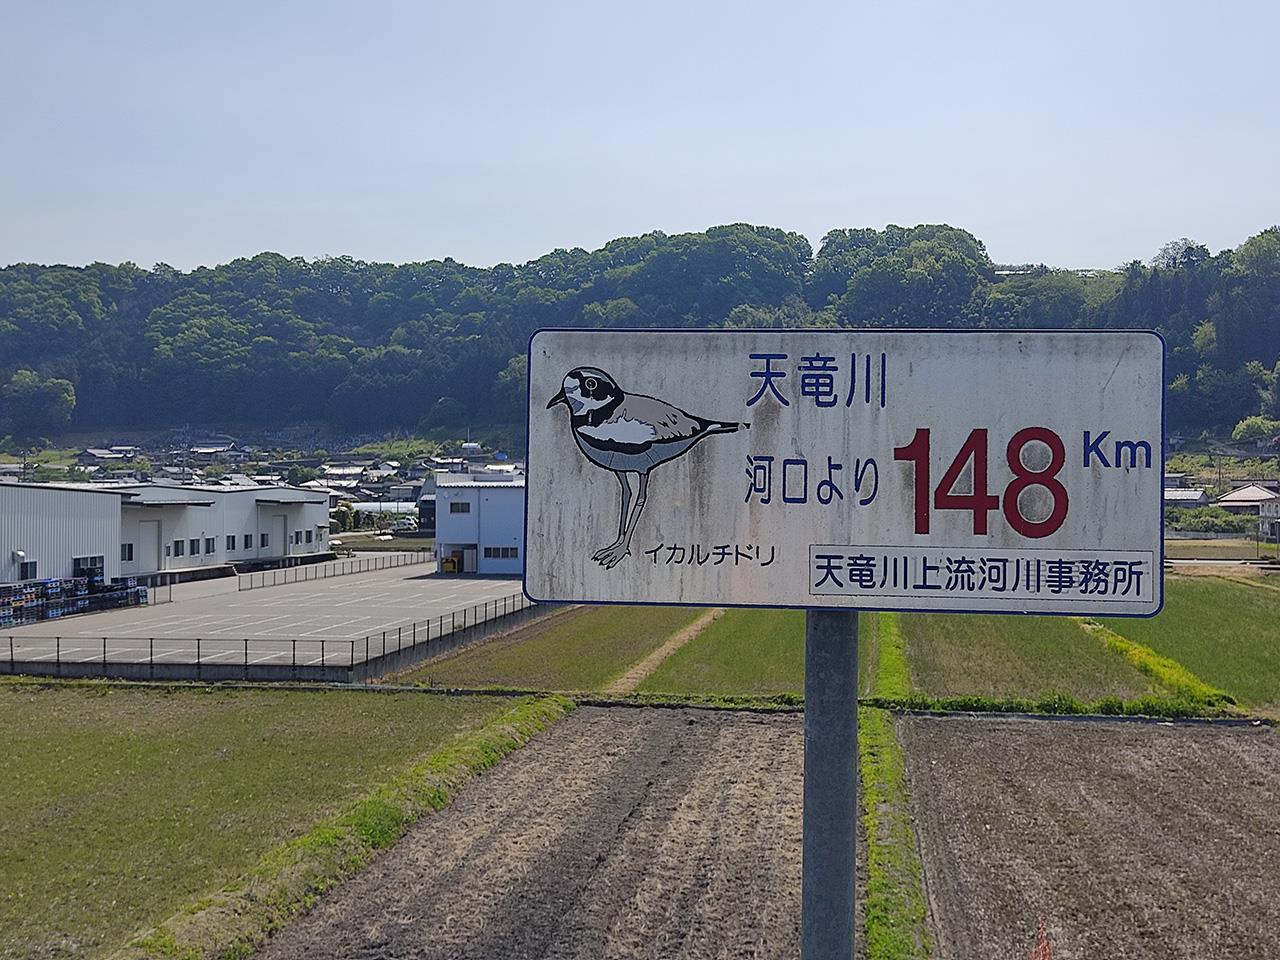 天竜川
河口より 148 Km
イカルチドリ
天竜川上流河川事務所